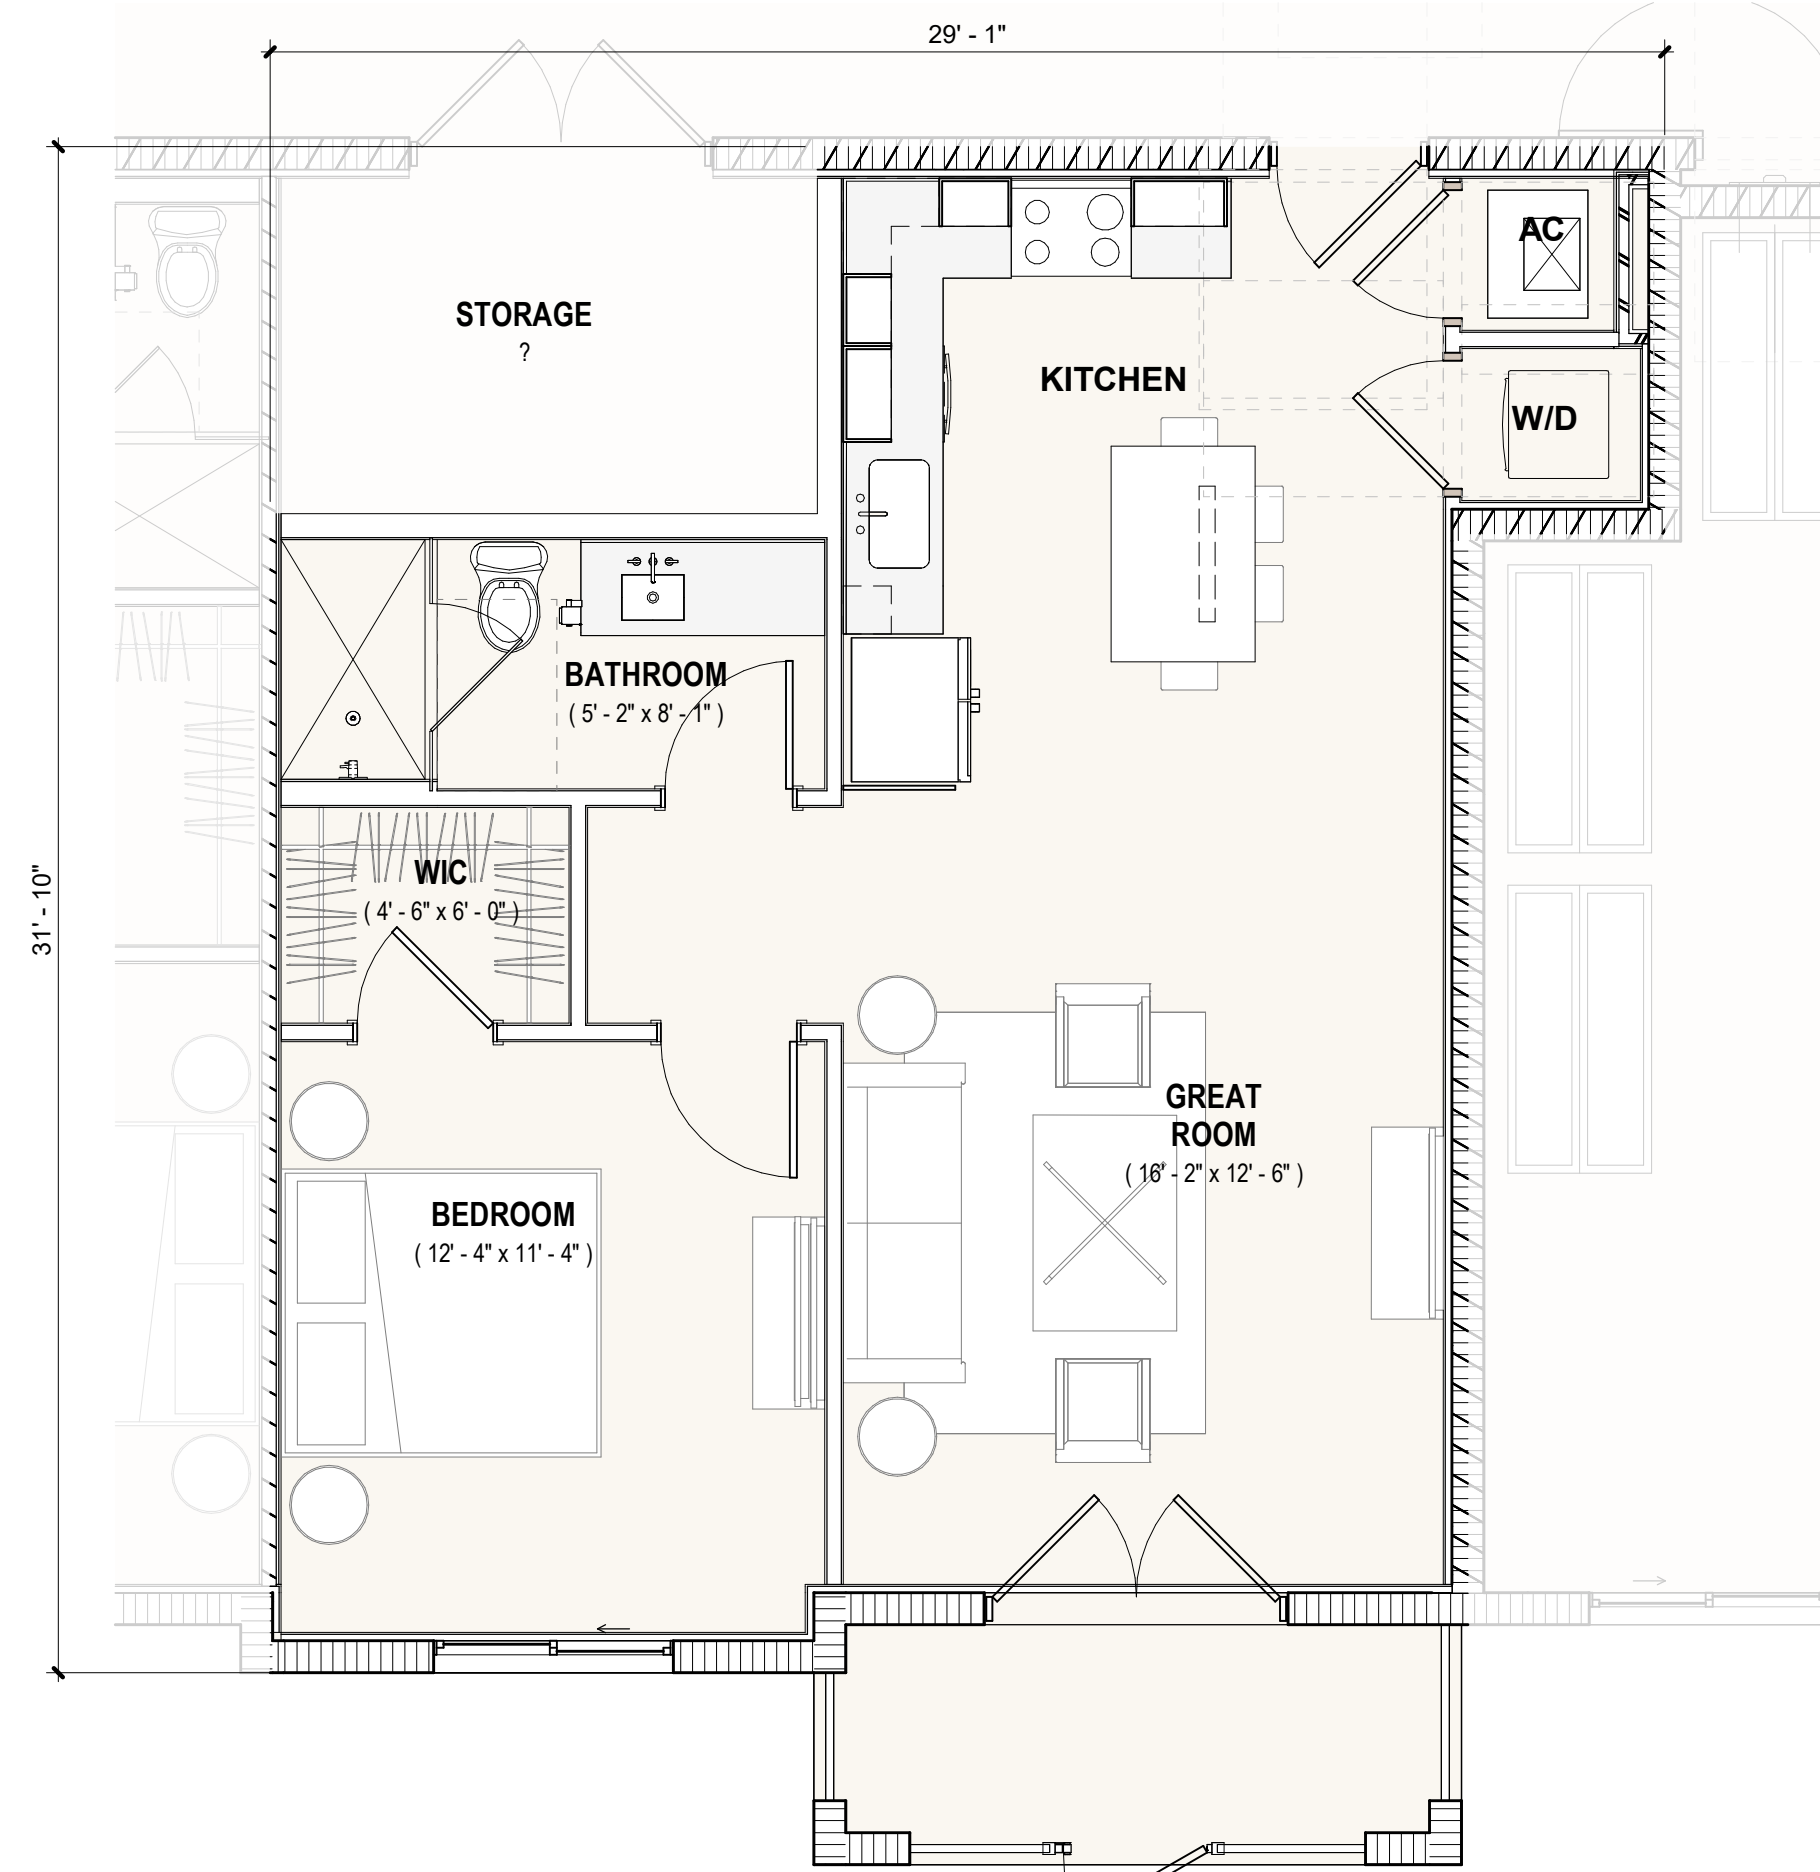 29' - 1"
AC
STORAGE
?
KITCHEN
W/D
BATHROOM
( 5' - 2" x 8' - 1" )
WIC
( 4' - 6" x 6' - 0" )
31' - 10"
GREAT
ROOM
( 16' - 2" x 12' - 6" )
BEDROOM
( 12' - 4" x 11' - 4" )